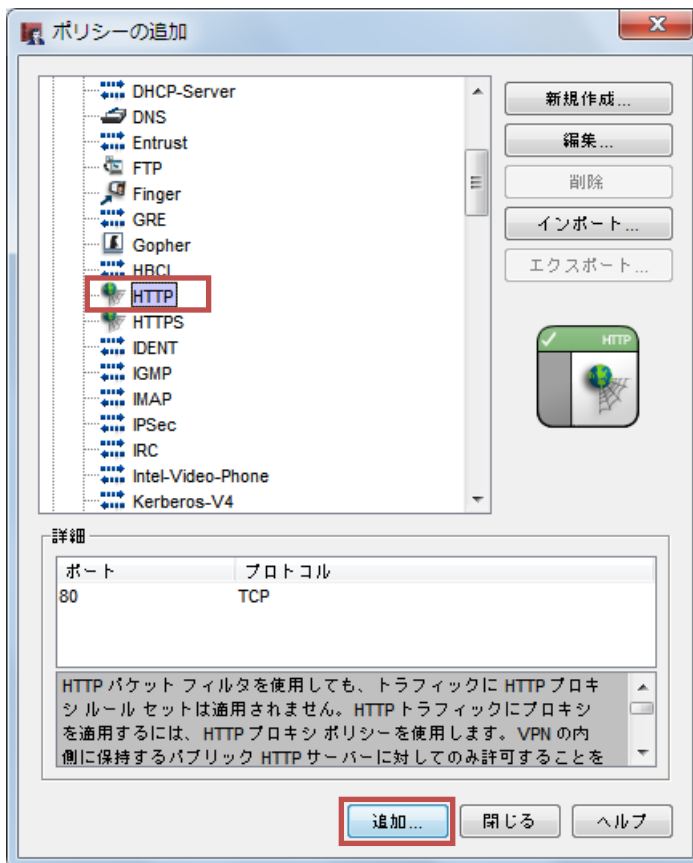 ポリシーの追加
DHCP-Server
DNS
Entrust
FTP
Finger
GRE
Gopher
HBCI
HTTP
HTTPS
IDENT
IGMP
IMAP
IPSec
IRC
Intel-Video-Phone
Kerberos-V4
新規作成...
編集...
削除
インポート...
エクスポート...
HTTP
詳細
ポート プロトコル
80 TCP
HTTP パケット フィルタを使用しても、トラフィックに HTTP プロキ
シ ルール セットは適用されません。HTTP トラフィックにプロキシ
を適用するには、HTTP プロキシ ポリシーを使用します。VPN の内
側に保持するパブリック HTTP サーバーに対してのみ許可することを
追加...
閉じる
ヘルプ